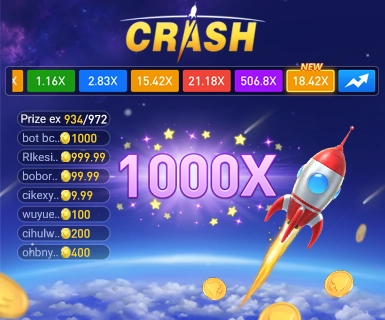 CRASH
NEW
1.16X 2.83X 15.42X 21.18X 506.8X 18.42X
Prize ex 934/972
bot bc.. 1000
Rlkesi.. 999.99
bobor.. 99.99
cikexy.. 9.99
wuyue.. 100
cihulw.. 200
ohbny.. 400
1000X